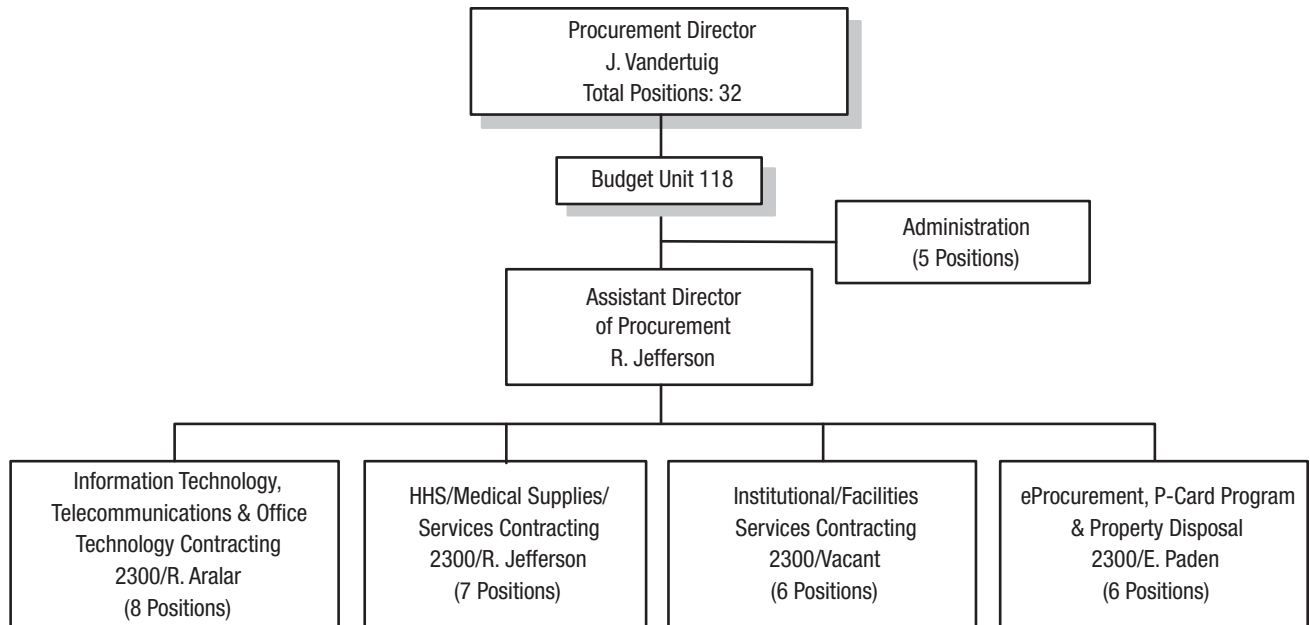 Procurement Director
J. Vandertuig
Total Positions: 32
Budget Unit 118
Administration
(5 Positions)
Assistant Director
of Procurement
R. Jefferson
Information Technology,
Telecommunications & Office
Technology Contracting
2300/R. Aralar
(8 Positions)
HHS/Medical Supplies/
Services Contracting
2300/R. Jefferson
(7 Positions)
Institutional/Facilities
Services Contracting
2300/Vacant
(6 Positions)
eProcurement, P-Card Program
& Property Disposal
2300/E. Paden
(6 Positions)